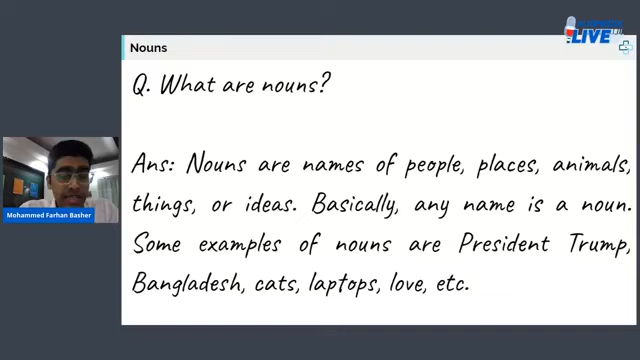 LIVE
Nouns
Q. What are nouns?
Ans: Nouns are names of people, places, animals,
things, or ideas. Basically, any name is a noun.
Some examples of nouns are President Trump,
Bangladesh, cats, laptops, love, etc.
Mohammed Farhan Basher